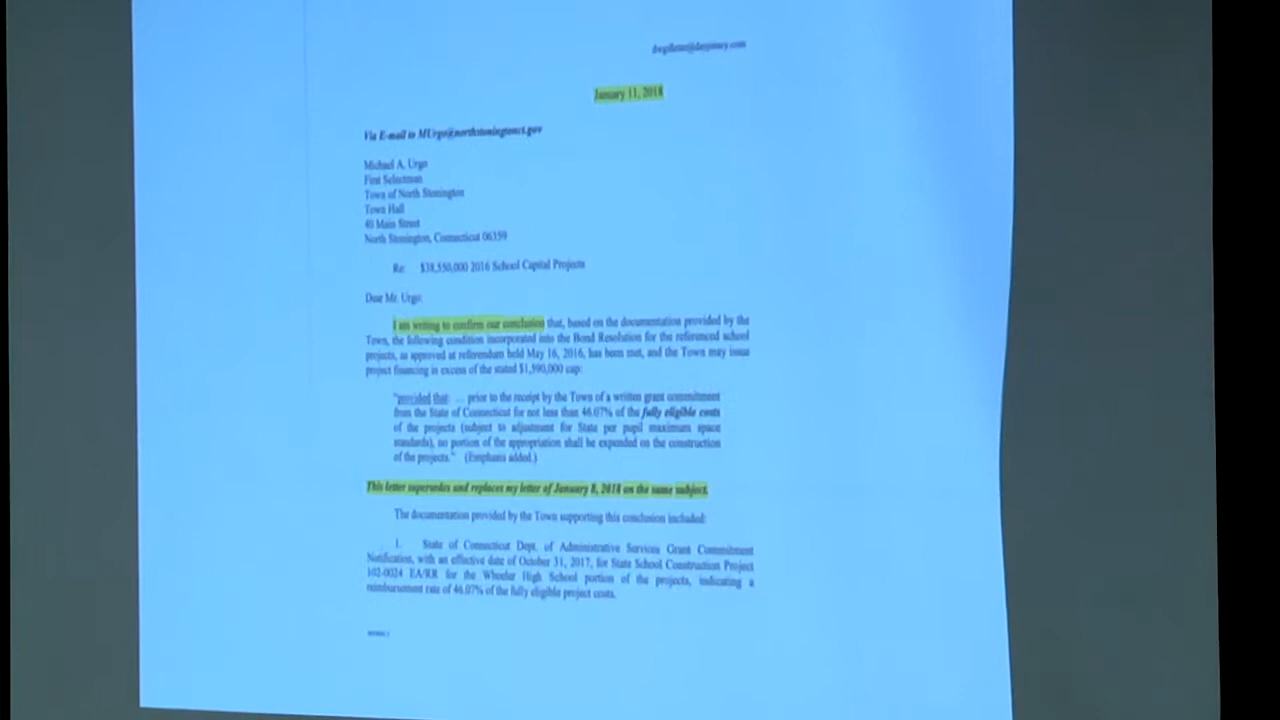 January 11, 2018
Via E-mail to MUrgo@northstoningtonct.gov
Michael A. Urgo
First Selectman
Town of North Stonington
Town Hall
40 Main Street
North Stonington, Connecticut 06359
Re: $38,550,000 2016 School Capital Projects
Dear Mr. Urgo:
I am writing to confirm our conclusion that, based on the documentation provided by the
Town, the following condition incorporated into the Bond Resolution for the referenced school
projects, as approved at referendum held May 16, 2016, has been met, and the Town may issue
project financing in excess of the stated $1,590,000 cap:
"provided that: ... prior to the receipt by the Town of a written grant commitment
from the State of Connecticut for not less than 46.07% of the fully eligible costs
of the projects (subject to adjustment for State per pupil maximum space
standards), no portion of the appropriation shall be expended on the construction
of the projects." (Emphasis added.)
This letter supersedes and replaces my letter of January 8, 2018 on the same subject.
The documentation provided by the Town supporting this conclusion included:
1. State of Connecticut Dept. of Administrative Services Grant Commitment
Notification, with an effective date of October 31, 2017, for State School Construction Project
102-0024 EA/RR for the Wheeler High School portion of the projects, indicating a
reimbursement rate of 46.07% of the fully eligible project costs.